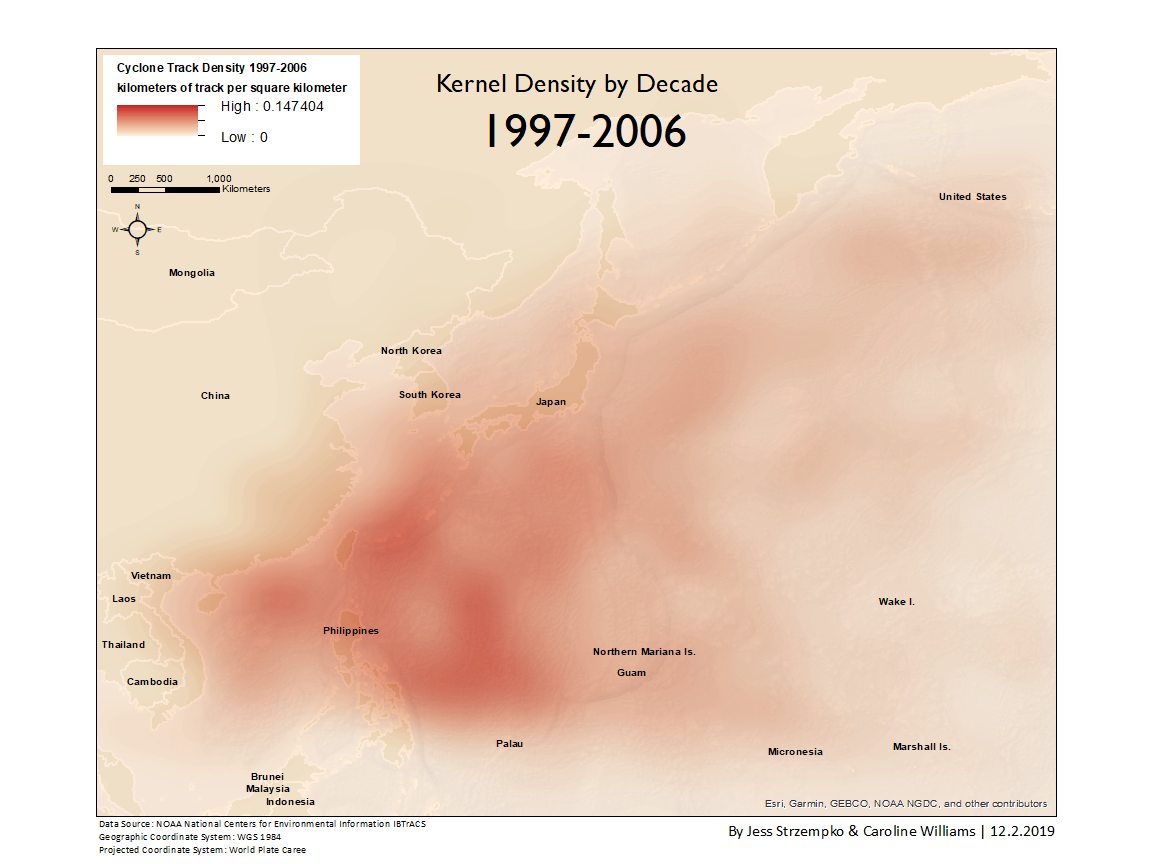 Cyclone Track Density 1997-2006
kilometers of track per square kilometer
High : 0.147404
Low : 0
Kernel Density by Decade
1997-2006
0 250 500 1,000
Kilometers
N
W E
S
United States
Mongolia
North Korea
China
South Korea
Japan
Vietnam
Laos
Wake I.
Philippines
Thailand
Northern Mariana Is.
Guam
Cambodia
Palau
Micronesia
Marshall Is.
Brunei
Malaysia
Indonesia
Esri, Garmin, GEBCO, NOAA NGDC, and other contributors
Data Source: NOAA National Centers for Environmental Information IBTrACS
Geographic Coordinate System: WGS 1984
Projected Coordinate System: World Plate Caree
By Jess Strzempko & Caroline Williams | 12.2.2019